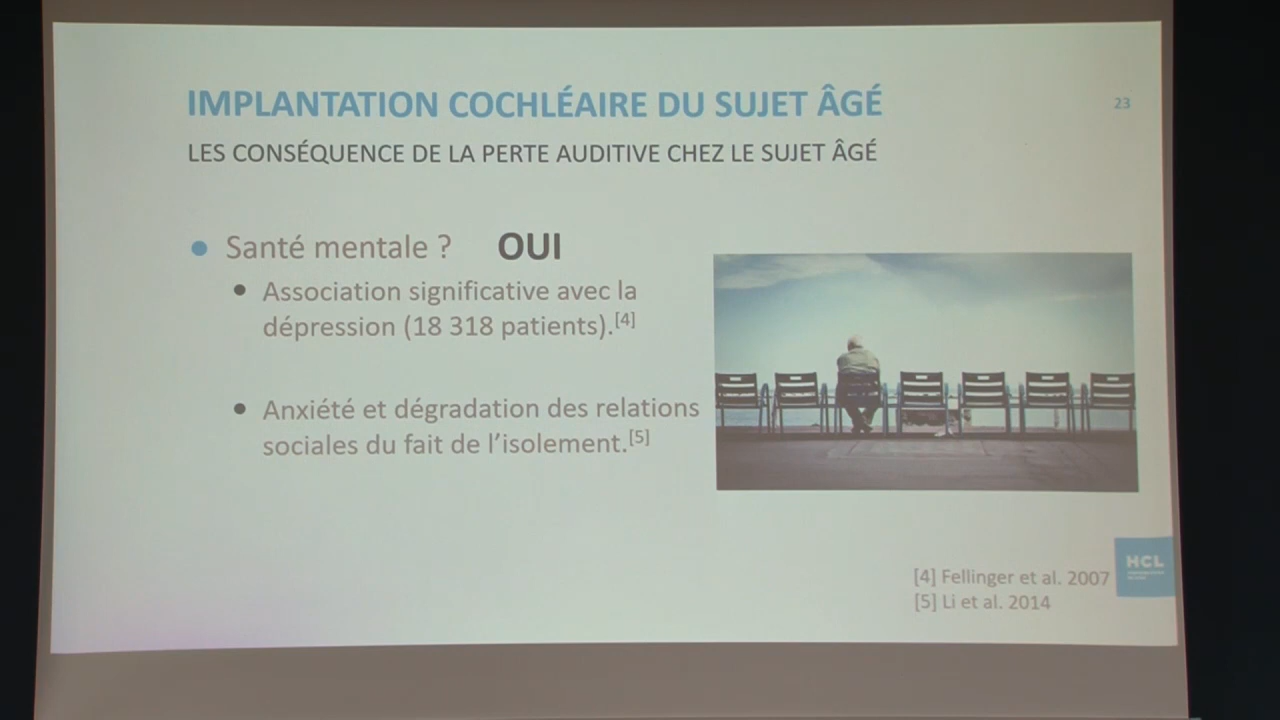 IMPLANTATION COCHLÉAIRE DU SUJET ÂGÉ
23
LES CONSÉQUENCE DE LA PERTE AUDITIVE CHEZ LE SUJET ÂGÉ
Santé mentale ? OUI
Association significative avec la
dépression (18 318 patients).[4]
Anxiété et dégradation des relations
sociales du fait de l’isolement.[5]
HCL
[4] Fellinger et al. 2007
[5] Li et al. 2014